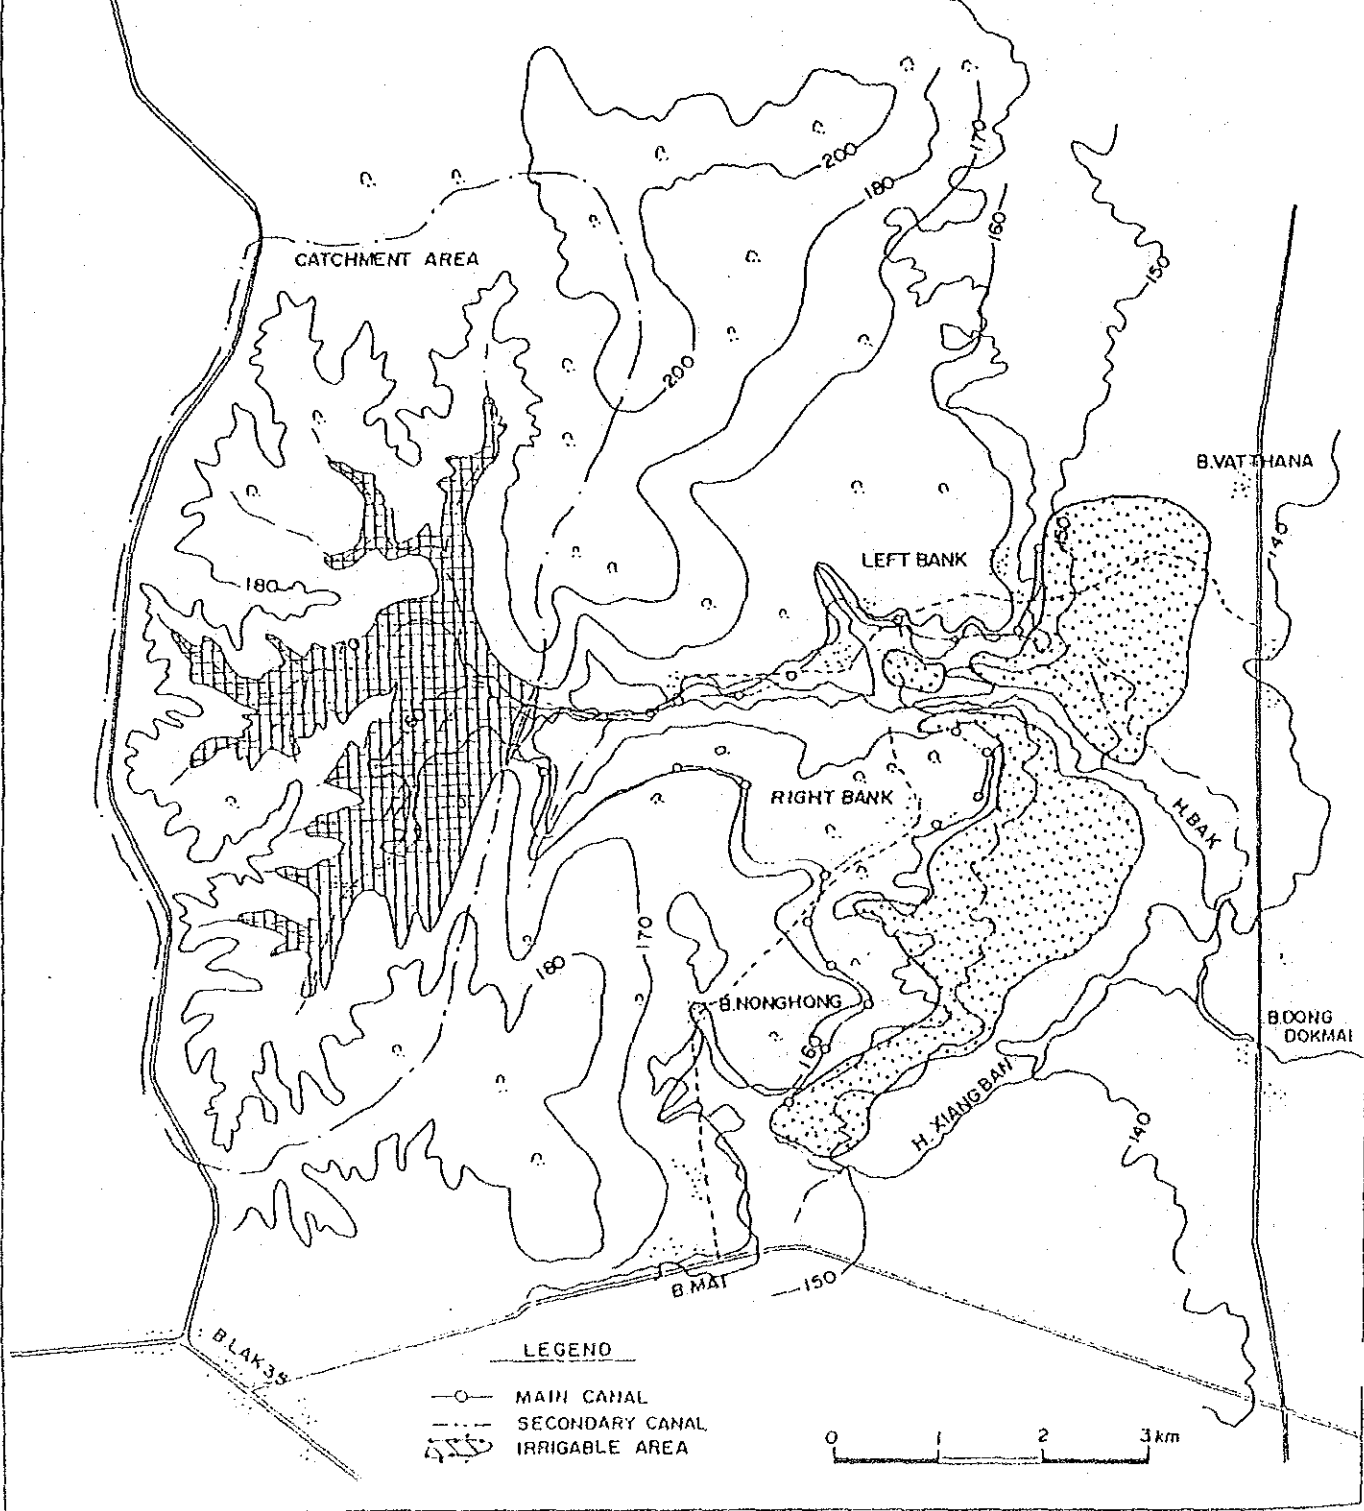 200
180
170
160
150
CATCHMENT AREA
200
B.VATTHANA
150
140
LEFT BANK
180
RIGHT BANK
H.BAK
170
180
B.NONGHONG
B.DONG
DOKMAI
160
H. XIANGBAN
140
B.MAI
150
B.LAK35
LEGEND
MAIN CANAL
SECONDARY CANAL
IRRIGABLE AREA
0 1 2 3 km